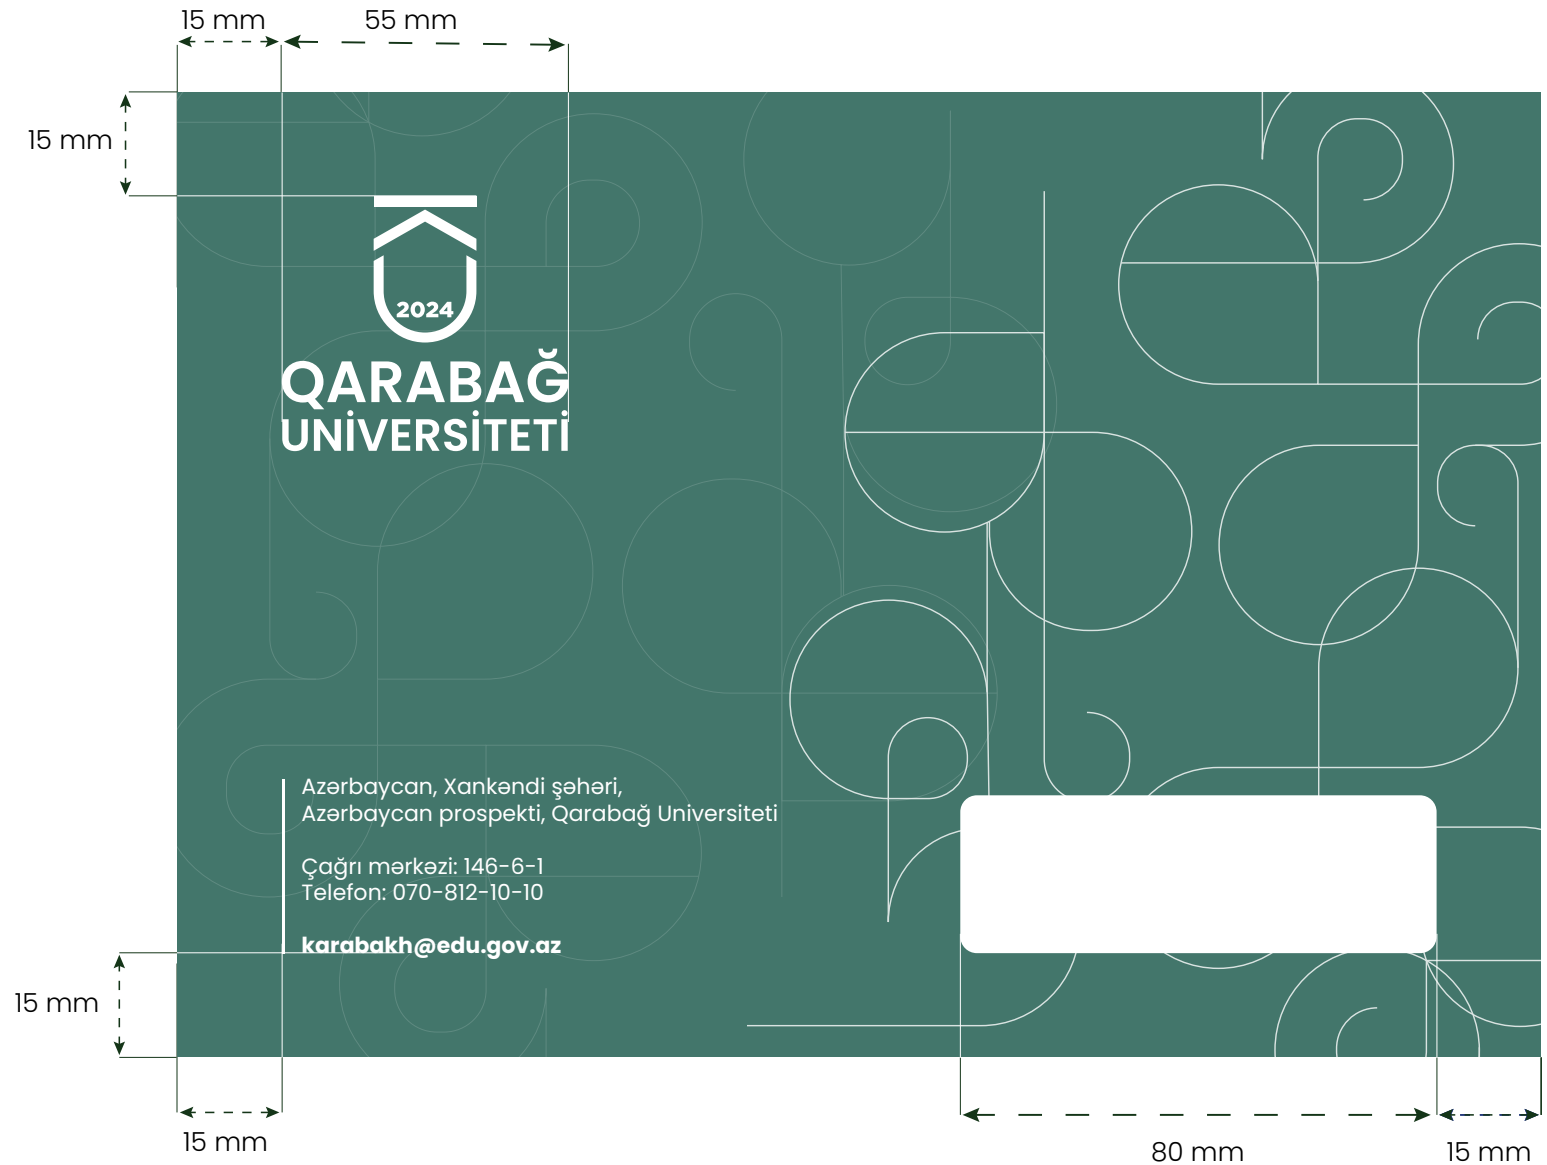 15 mm
55 mm
15 mm
2024
QARABAĞ
UNİVERSİTETİ
Azərbaycan, Xankəndi şəhəri,
Azərbaycan prospekti, Qarabağ Universiteti
Çağrı mərkəzi: 146-6-1
Telefon: 070-812-10-10
karabakh@edu.gov.az
15 mm
15 mm
80 mm
15 mm